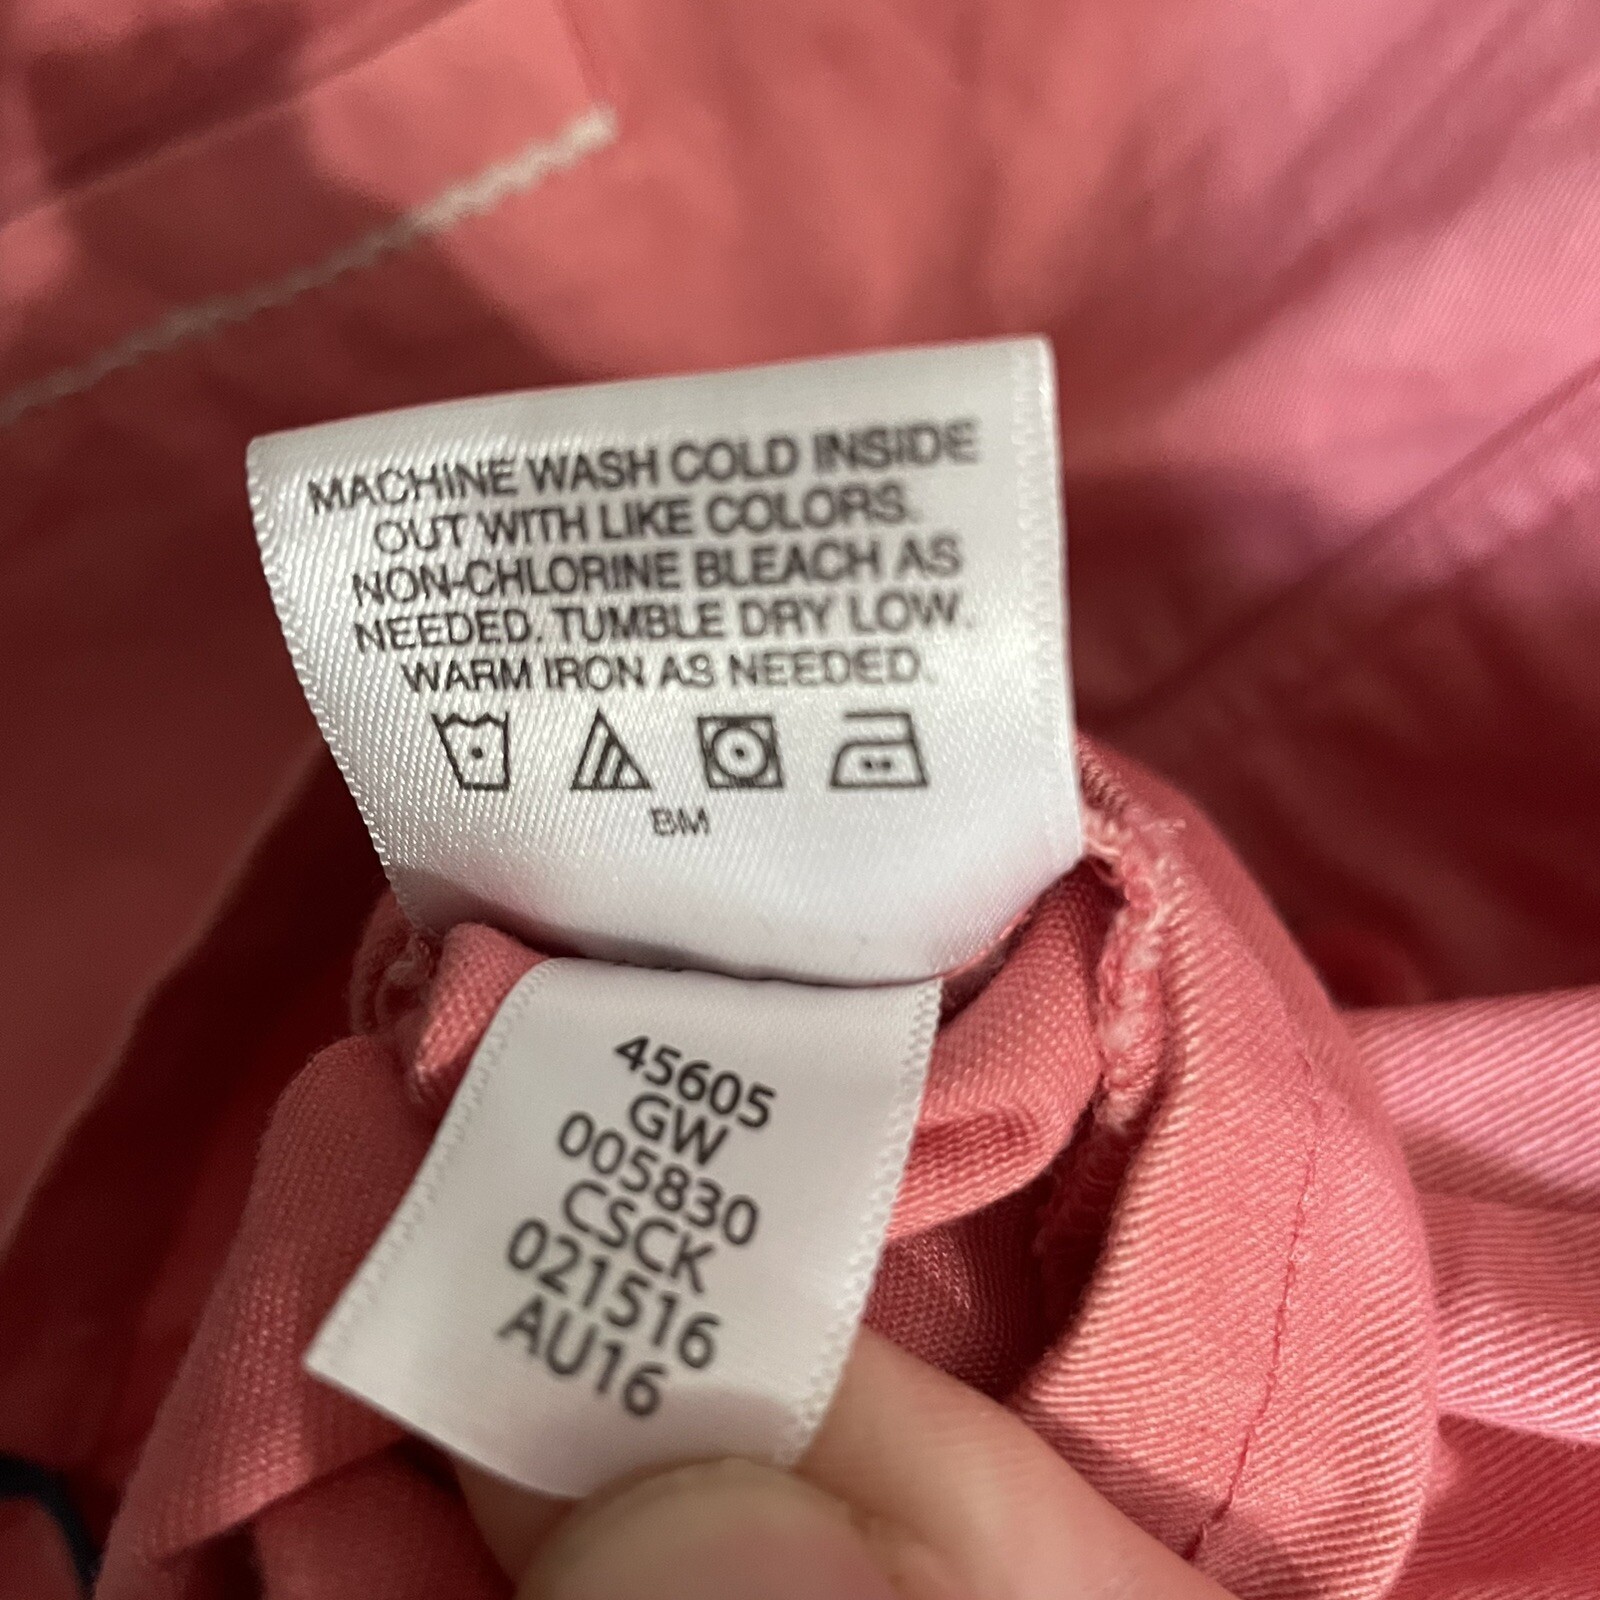 MACHINE WASH COLD INSIDE
OUT WITH LIKE COLORS.
NON-CHLORINE BLEACH AS
NEEDED. TUMBLE DRY LOW.
WARM IRON AS NEEDED.
BM
45605
GW
005830
CSCK
021516
AU16